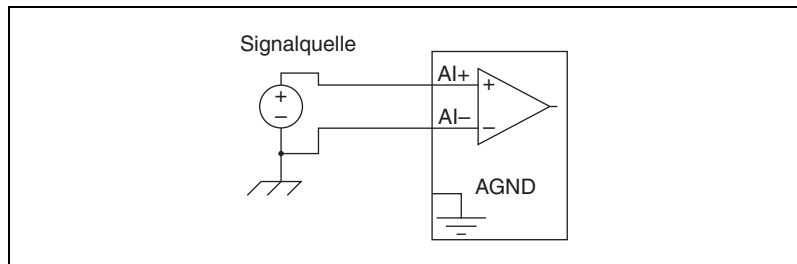 Signalquelle
AI+
+
+
–
AI–
–
AGND